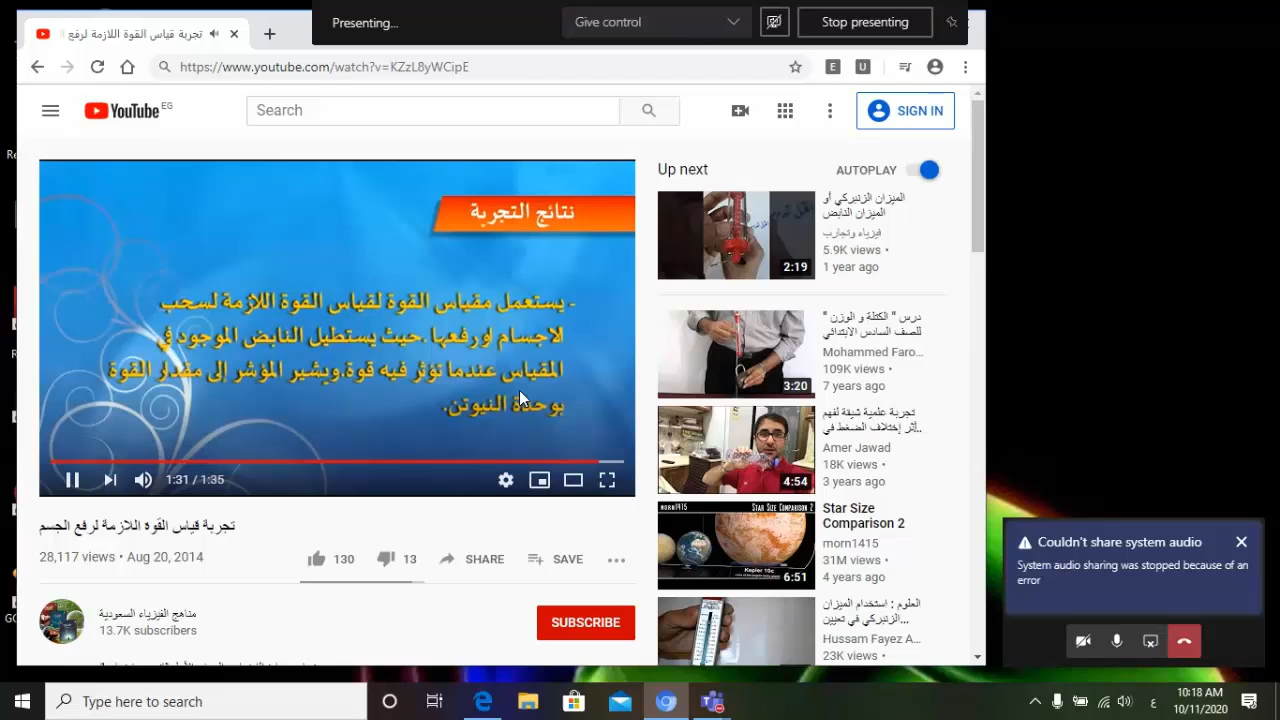 Presenting...
Give control
Stop presenting
تجربة قياس القوة اللازمة لرفع
https://www.youtube.com/watch?v=KZzL8yWCipE
E
U
YouTube EG
Search
SIGN IN
نتائج التجربة
- يستعمل مقياس القوة لقياس القوة اللازمة لسحب
الاجسام اورفعها .حيث يستطيل النابض الموجود في
المقياس عندما تؤثر فيه قوة.ويشير المؤشر إلى مقدار القوة
بوحدة النيوتن.
1:31 / 1:35
تجربة قياس القوة اللازمة لرفع الجسم
28,117 views • Aug 20, 2014
130
13
SHARE
SAVE
مناهج الفيزياء السعودية
13.7K subscribers
SUBSCRIBE
Up next
AUTOPLAY
2:19
الميزان الزنبركي أو
الميزان النابض
فيزياء وتجارب
5.9K views •
1 year ago
3:20
درس " الكتلة و الوزن "
للصف السادس الابتدائي
Mohammed Faro...
109K views •
7 years ago
4:54
تجربة علمية شيقة لفهم
أثر إختلاف الضغط في...
Amer Jawad
18K views •
3 years ago
morn1415
STAR SIZE COMPARISON 2
Kepler 10c
6:51
Star Size
Comparison 2
morn1415
31M views •
4 years ago
العلوم : استخدام الميزان
الزنبركي في تعيين...
Hussam Fayez A...
23K views •
Couldn't share system audio
System audio sharing was stopped because of an
error
Type here to search
ع
10:18 AM
10/11/2020